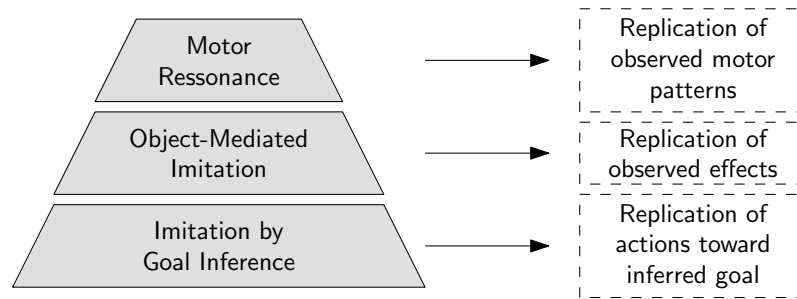 Motor
Ressonance
Replication of
observed motor
patterns
Object-Mediated
Imitation
Replication of
observed effects
Imitation by
Goal Inference
Replication of
actions toward
inferred goal